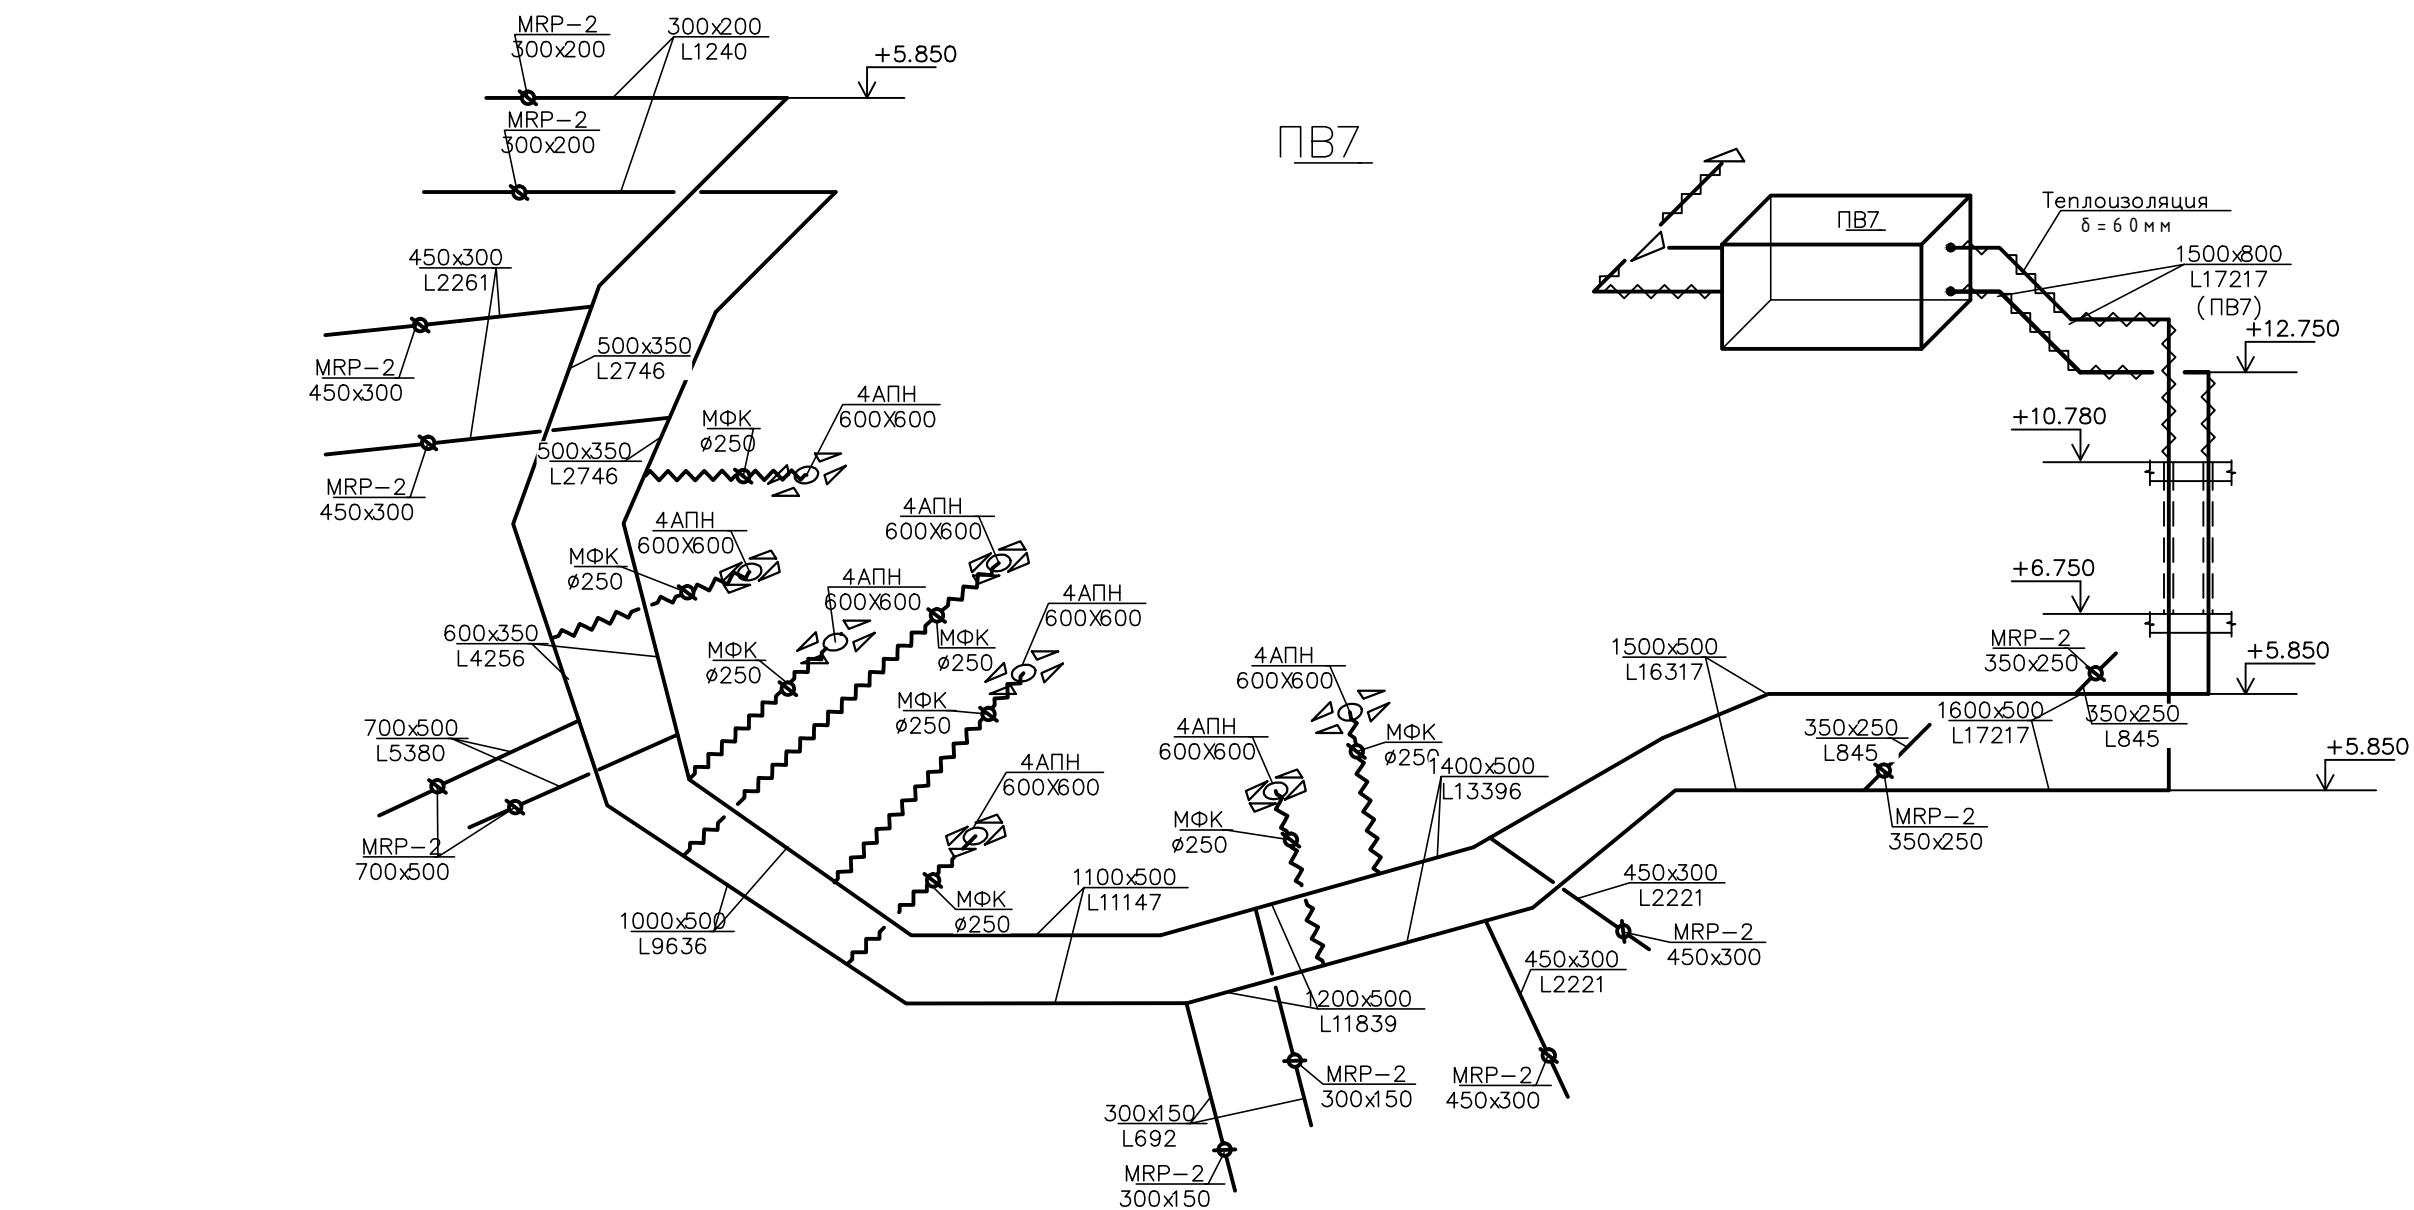 MRP-2
300x200
300x200
L1240
+5.850
MRP-2
300x200
ПВ7
ПВ7
Теплоизоляция
δ=60мм
1500x800
L17217
(ПВ7)
+12.750
450x300
L2261
500x350
L2746
MRP-2
450x300
4АПН
600X600
МФК
ø250
+10.780
500x350
L2746
MRP-2
450x300
4АПН
600X600
4АПН
600X600
МФК
ø250
4АПН
600X600
4АПН
600X600
+6.750
600x350
L4256
МФК
ø250
МФК
ø250
4АПН
600X600
1500x500
L16317
MRP-2
350x250
+5.850
МФК
ø250
700x500
L5380
4АПН
600X600
МФК
ø250
350x250
L845
1600x500
L17217
350x250
L845
+5.850
4АПН
600X600
1400x500
L13396
MRP-2
700x500
МФК
ø250
MRP-2
350x250
1000x500
L9636
МФК
ø250
1100x500
L11147
450x300
L2221
MRP-2
450x300
450x300
L2221
1200x500
L11839
MRP-2
300x150
MRP-2
450x300
300x150
L692
MRP-2
300x150